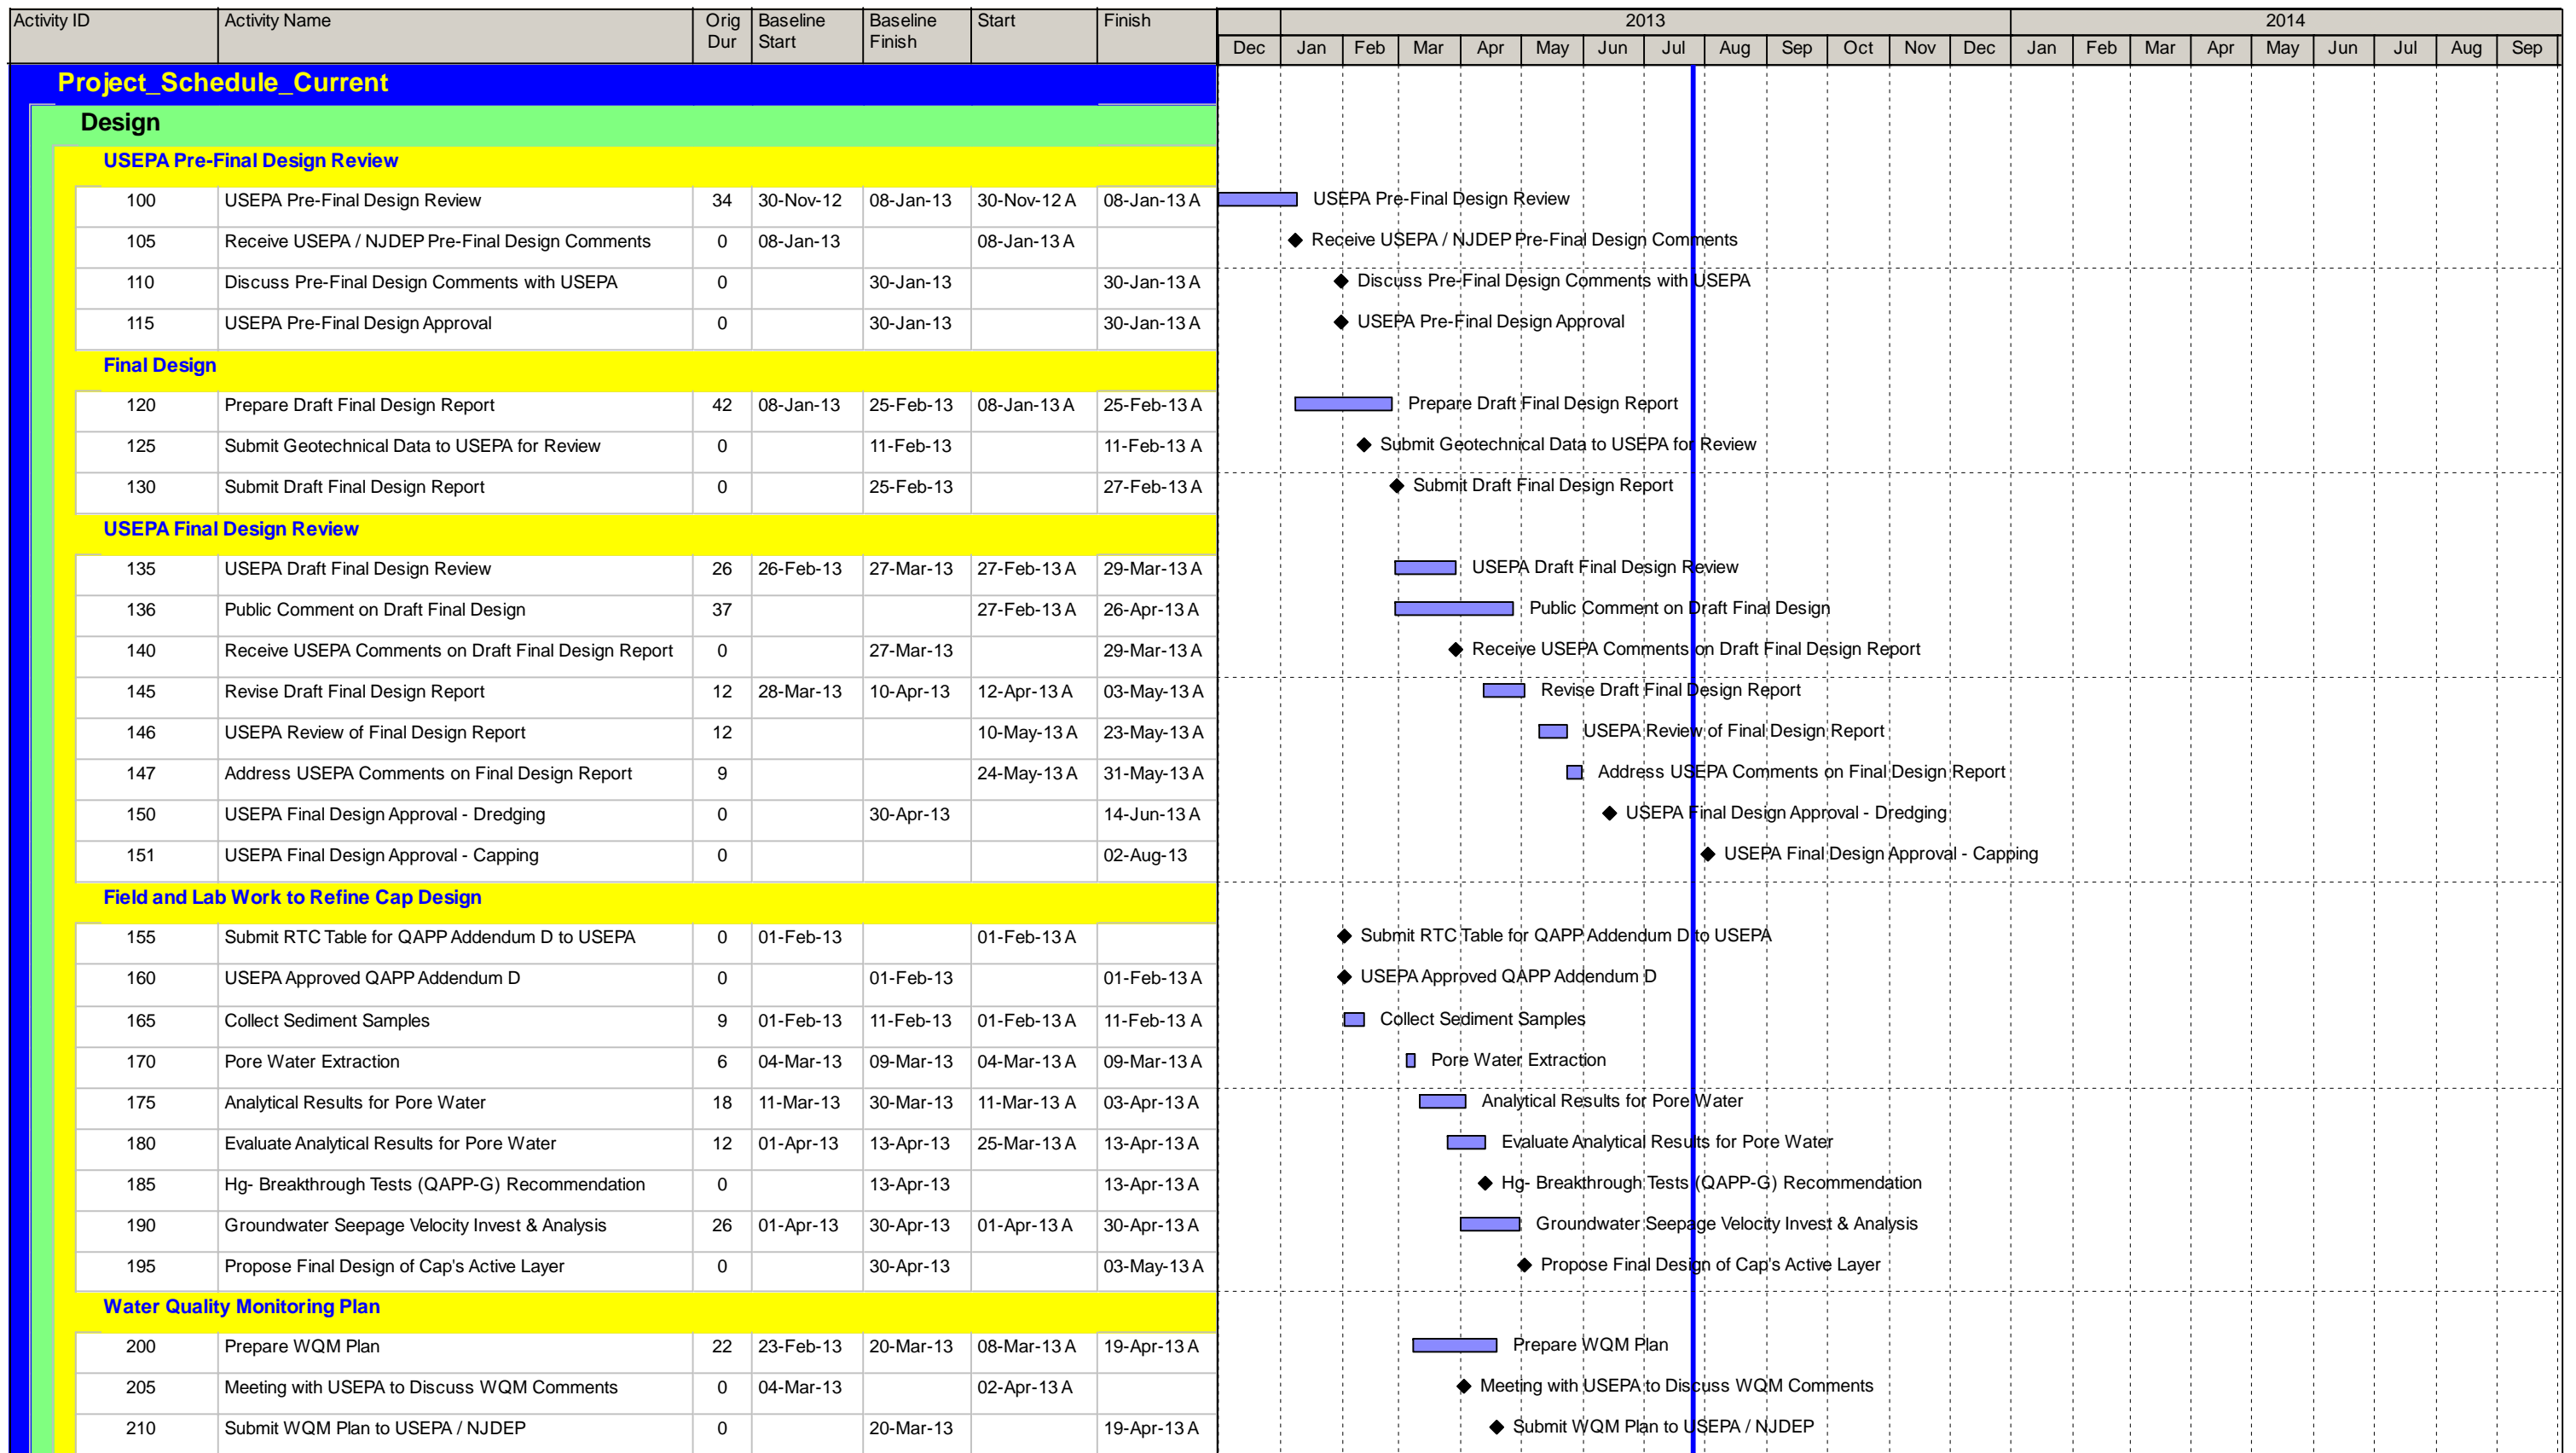 Activity ID Activity Name Orig Dur Baseline Start Baseline Finish Start Finish 2013 2014
Dec Jan Feb Mar Apr May Jun Jul Aug Sep Oct Nov Dec Jan Feb Mar Apr May Jun Jul Aug Sep
Project_Schedule_Current
Design
USEPA Pre-Final Design Review
100 USEPA Pre-Final Design Review 34 30-Nov-12 08-Jan-13 30-Nov-12 A 08-Jan-13 A USEPA Pre-Final Design Review
105 Receive USEPA / NJDEP Pre-Final Design Comments 0 08-Jan-13 08-Jan-13 A Receive USEPA / NJDEP Pre-Final Design Comments
110 Discuss Pre-Final Design Comments with USEPA 0 30-Jan-13 30-Jan-13 A Discuss Pre-Final Design Comments with USEPA
115 USEPA Pre-Final Design Approval 0 30-Jan-13 30-Jan-13 A USEPA Pre-Final Design Approval
Final Design
120 Prepare Draft Final Design Report 42 08-Jan-13 25-Feb-13 08-Jan-13 A 25-Feb-13 A Prepare Draft Final Design Report
125 Submit Geotechnical Data to USEPA for Review 0 11-Feb-13 11-Feb-13 A Submit Geotechnical Data to USEPA for Review
130 Submit Draft Final Design Report 0 25-Feb-13 27-Feb-13 A Submit Draft Final Design Report
USEPA Final Design Review
135 USEPA Draft Final Design Review 26 26-Feb-13 27-Mar-13 27-Feb-13 A 29-Mar-13 A USEPA Draft Final Design Review
136 Public Comment on Draft Final Design 37 27-Feb-13 A 26-Apr-13 A Public Comment on Draft Final Design
140 Receive USEPA Comments on Draft Final Design Report 0 27-Mar-13 29-Mar-13 A Receive USEPA Comments on Draft Final Design Report
145 Revise Draft Final Design Report 12 28-Mar-13 10-Apr-13 12-Apr-13 A 03-May-13 A Revise Draft Final Design Report
146 USEPA Review of Final Design Report 12 10-May-13 A 23-May-13 A USEPA Review of Final Design Report
147 Address USEPA Comments on Final Design Report 9 24-May-13 A 31-May-13 A Address USEPA Comments on Final Design Report
150 USEPA Final Design Approval - Dredging 0 30-Apr-13 14-Jun-13 A USEPA Final Design Approval - Dredging
151 USEPA Final Design Approval - Capping 0 02-Aug-13 USEPA Final Design Approval - Capping
Field and Lab Work to Refine Cap Design
155 Submit RTC Table for QAPP Addendum D to USEPA 0 01-Feb-13 01-Feb-13 A Submit RTC Table for QAPP Addendum D to USEPA
160 USEPA Approved QAPP Addendum D 0 01-Feb-13 01-Feb-13 A USEPA Approved QAPP Addendum D
165 Collect Sediment Samples 9 01-Feb-13 11-Feb-13 01-Feb-13 A 11-Feb-13 A Collect Sediment Samples
170 Pore Water Extraction 6 04-Mar-13 09-Mar-13 04-Mar-13 A 09-Mar-13 A Pore Water Extraction
175 Analytical Results for Pore Water 18 11-Mar-13 30-Mar-13 11-Mar-13 A 03-Apr-13 A Analytical Results for Pore Water
180 Evaluate Analytical Results for Pore Water 12 01-Apr-13 13-Apr-13 25-Mar-13 A 13-Apr-13 A Evaluate Analytical Results for Pore Water
185 Hg- Breakthrough Tests (QAPP-G) Recommendation 0 13-Apr-13 13-Apr-13 A Hg- Breakthrough Tests (QAPP-G) Recommendation
190 Groundwater Seepage Velocity Invest & Analysis 26 01-Apr-13 30-Apr-13 01-Apr-13 A 30-Apr-13 A Groundwater Seepage Velocity Invest & Analysis
195 Propose Final Design of Cap's Active Layer 0 30-Apr-13 03-May-13 A Propose Final Design of Cap's Active Layer
Water Quality Monitoring Plan
200 Prepare WQM Plan 22 23-Feb-13 20-Mar-13 08-Mar-13 A 19-Apr-13 A Prepare WQM Plan
205 Meeting with USEPA to Discuss WQM Comments 0 04-Mar-13 02-Apr-13 A Meeting with USEPA to Discuss WQM Comments
210 Submit WQM Plan to USEPA / NJDEP 0 20-Mar-13 19-Apr-13 A Submit WQM Plan to USEPA / NJDEP